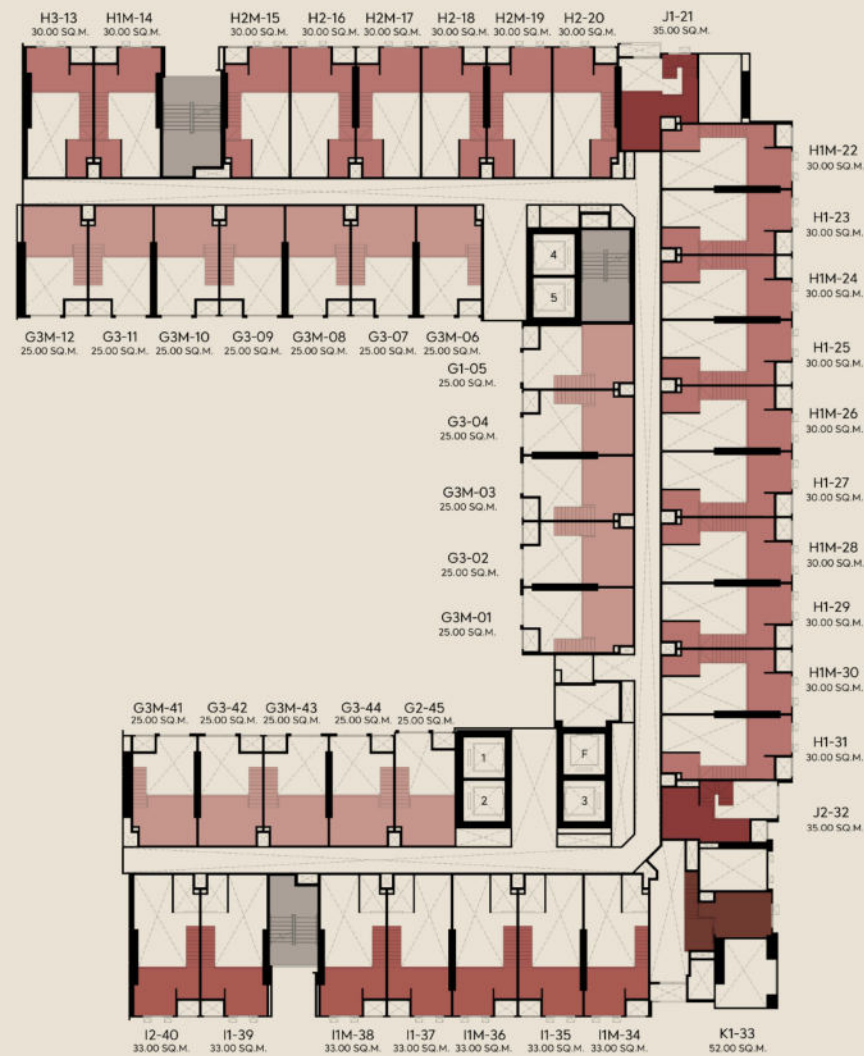 H3-13
30.00 SQ.M.
H1M-14
30.00 SQ.M.
H2M-15
30.00 SQ.M.
H2-16
30.00 SQ.M.
H2M-17
30.00 SQ.M.
H2-18
30.00 SQ.M.
H2M-19
30.00 SQ.M.
H2-20
30.00 SQ.M.
J1-21
35.00 SQ.M.
H1M-22
30.00 SQ.M.
H1-23
30.00 SQ.M.
H1M-24
30.00 SQ.M.
H1-25
30.00 SQ.M.
H1M-26
30.00 SQ.M.
H1-27
30.00 SQ.M.
H1M-28
30.00 SQ.M.
H1-29
30.00 SQ.M.
H1M-30
30.00 SQ.M.
H1-31
30.00 SQ.M.
J2-32
35.00 SQ.M.
4
5
G3M-12
25.00 SQ.M.
G3-11
25.00 SQ.M.
G3M-10
25.00 SQ.M.
G3-09
25.00 SQ.M.
G3M-08
25.00 SQ.M.
G3-07
25.00 SQ.M.
G3M-06
25.00 SQ.M.
G1-05
25.00 SQ.M.
G3-04
25.00 SQ.M.
G3M-03
25.00 SQ.M.
G3-02
25.00 SQ.M.
G3M-01
25.00 SQ.M.
G3M-41
25.00 SQ.M.
G3-42
25.00 SQ.M.
G3M-43
25.00 SQ.M.
G3-44
25.00 SQ.M.
G2-45
25.00 SQ.M.
1
2
F
3
I2-40
33.00 SQ.M.
I1-39
33.00 SQ.M.
I1M-38
33.00 SQ.M.
I1-37
33.00 SQ.M.
I1M-36
33.00 SQ.M.
I1-35
33.00 SQ.M.
I1M-34
33.00 SQ.M.
K1-33
52.00 SQ.M.